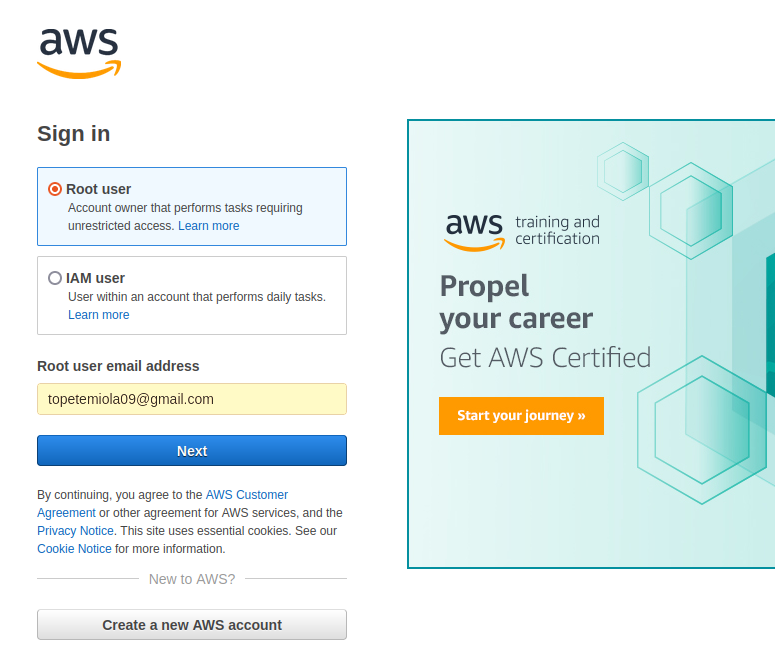 aws
Sign in
Root user
Account owner that performs tasks requiring
unrestricted access. Learn more
IAM user
User within an account that performs daily tasks.
Learn more
Root user email address
topetemiola09@gmail.com
Next
By continuing, you agree to the AWS Customer
Agreement or other agreement for AWS services, and the
Privacy Notice. This site uses essential cookies. See our
Cookie Notice for more information.
New to AWS?
Create a new AWS account
aws training and
certification
Propel
your career
Get AWS Certified
Start your journey »